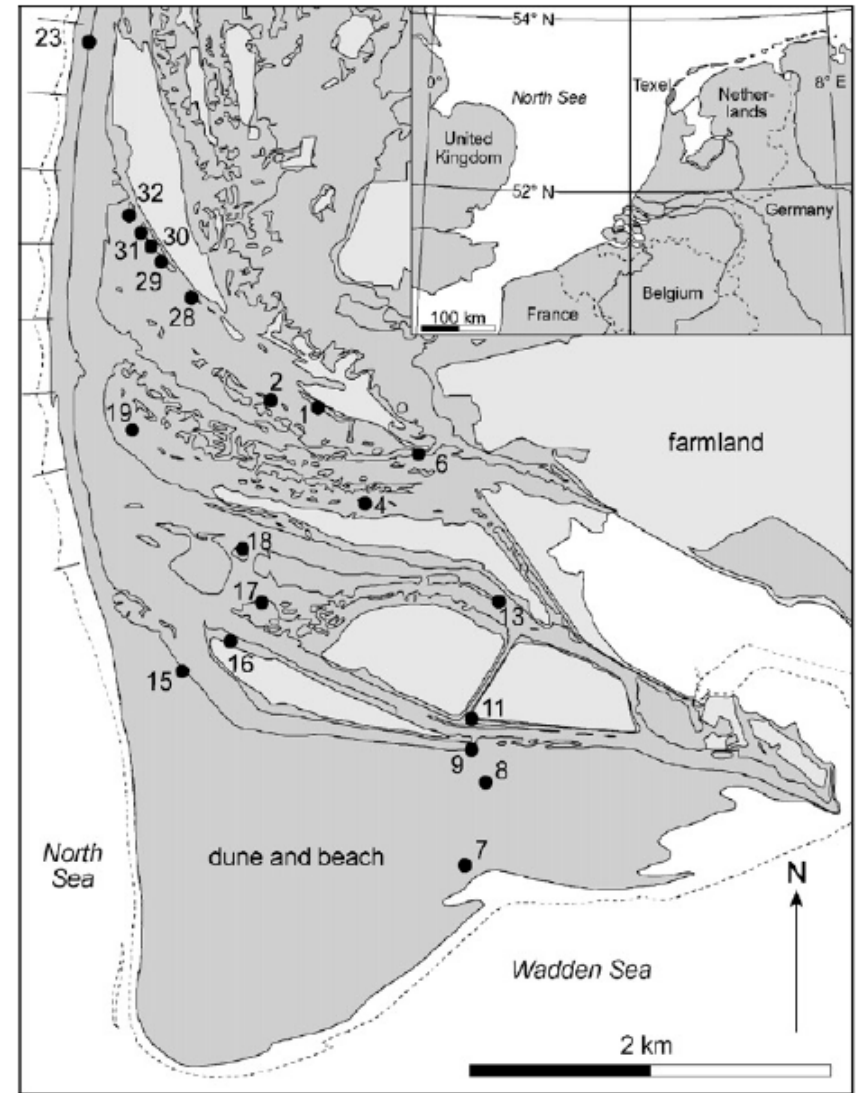 23
54° N
0°
North Sea
Texel
Nether-
lands
8° E
United
Kingdom
52° N
Germany
Belgium
France
100 km
32
30
31
29
28
2
1
19
6
farmland
4
18
17
13
16
15
11
9
8
7
North
Sea
dune and beach
N
Wadden Sea
2 km